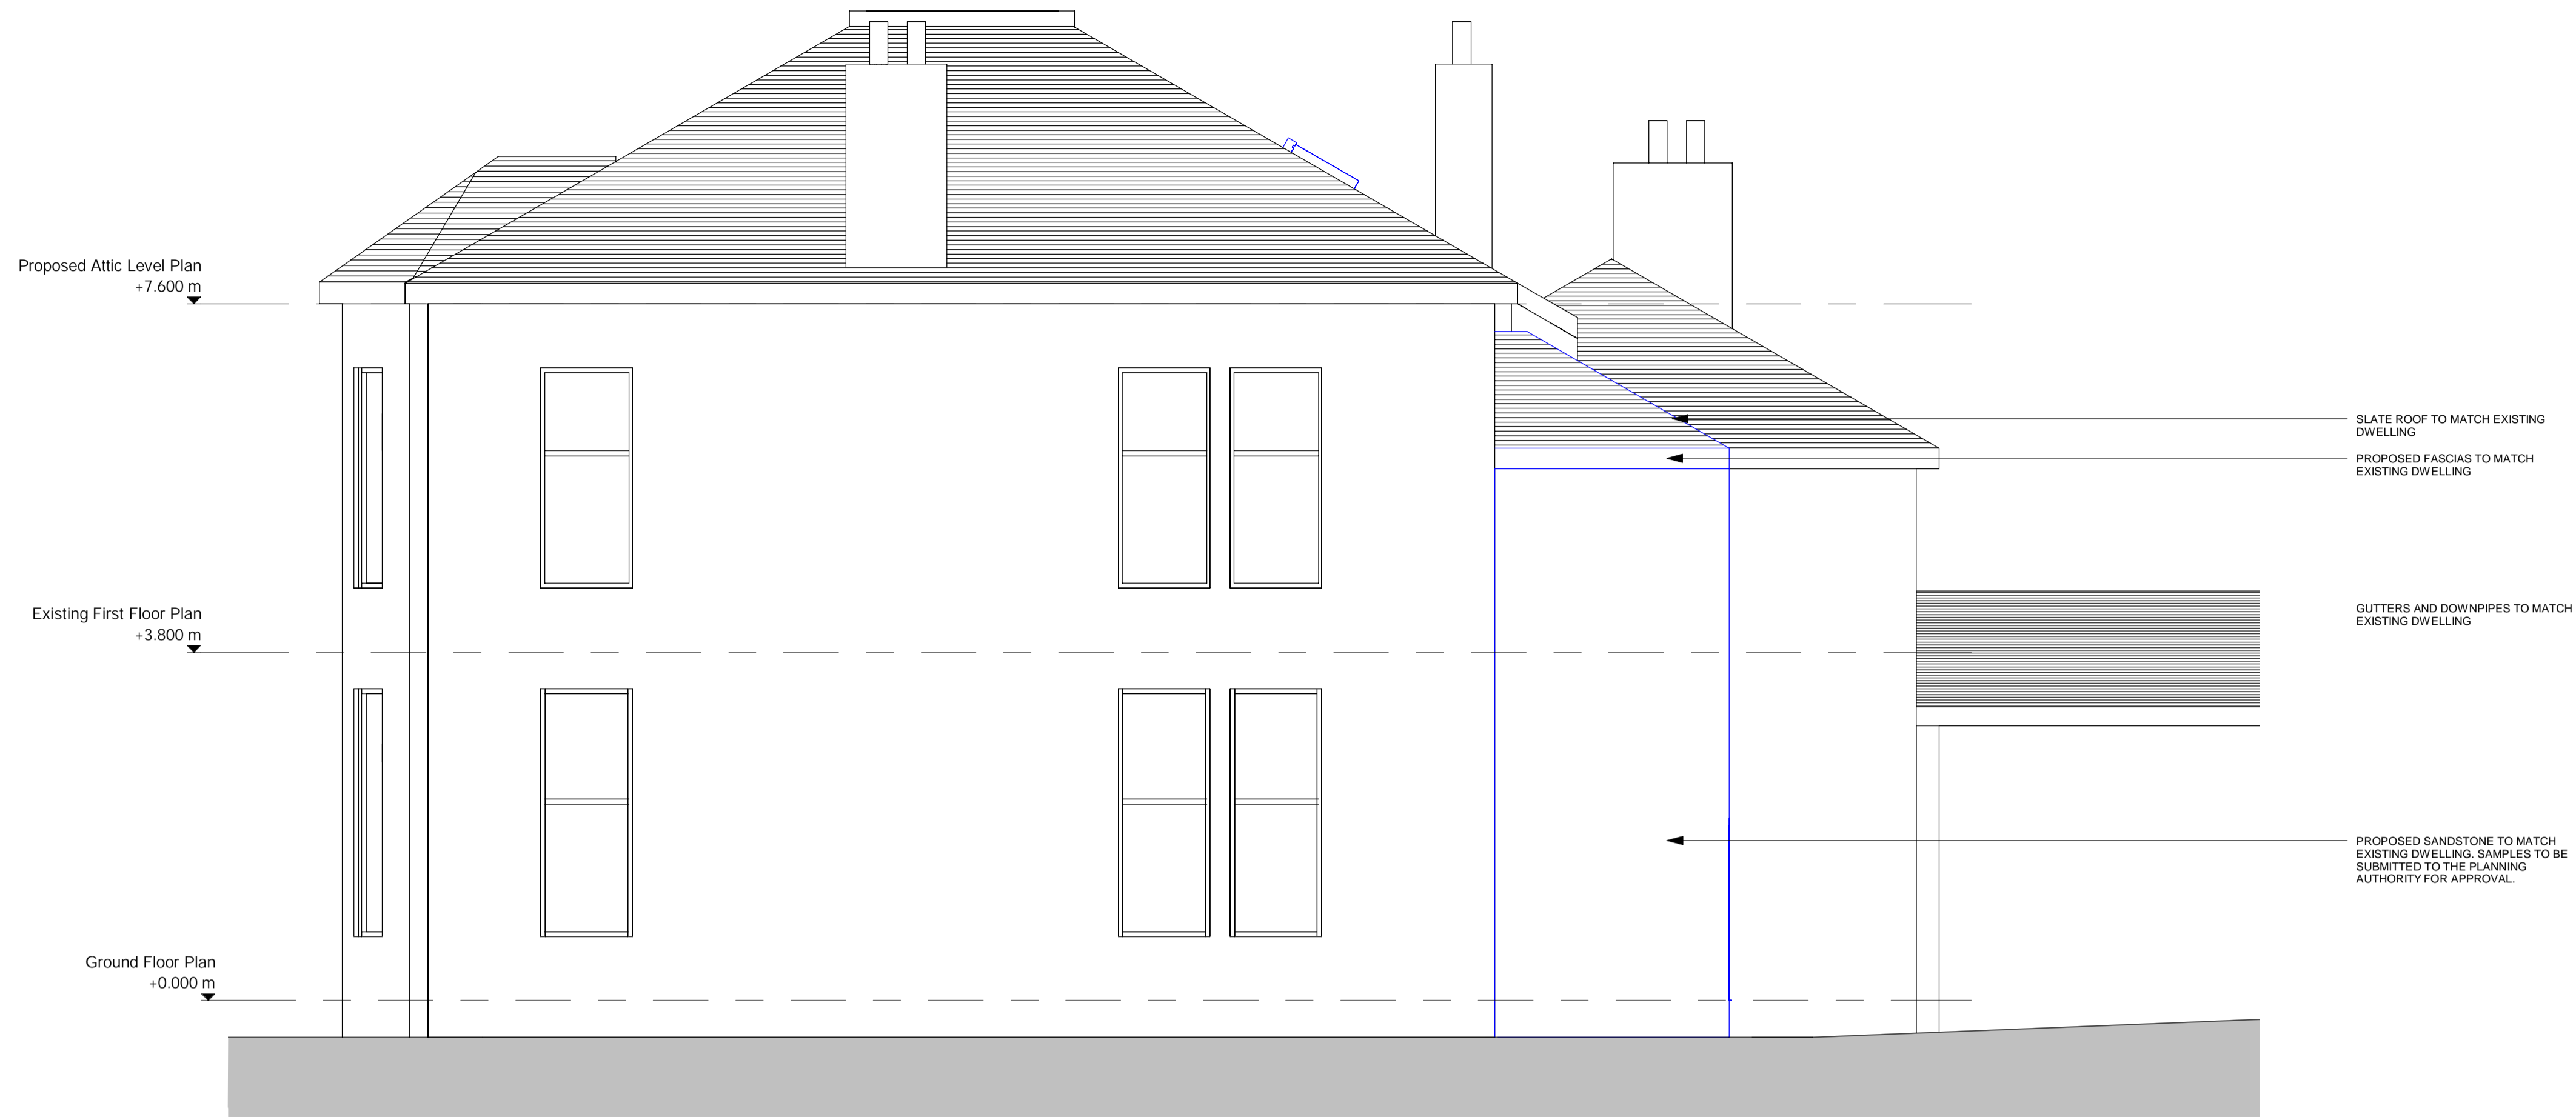 Proposed Attic Level Plan
+7.600 m
Existing First Floor Plan
+3.800 m
Ground Floor Plan
+0.000 m
SLATE ROOF TO MATCH EXISTING
DWELLING
PROPOSED FASCIAS TO MATCH
EXISTING DWELLING
GUTTERS AND DOWNPIPES TO MATCH
EXISTING DWELLING
PROPOSED SANDSTONE TO MATCH
EXISTING DWELLING. SAMPLES TO BE
SUBMITTED TO THE PLANNING
AUTHORITY FOR APPROVAL.